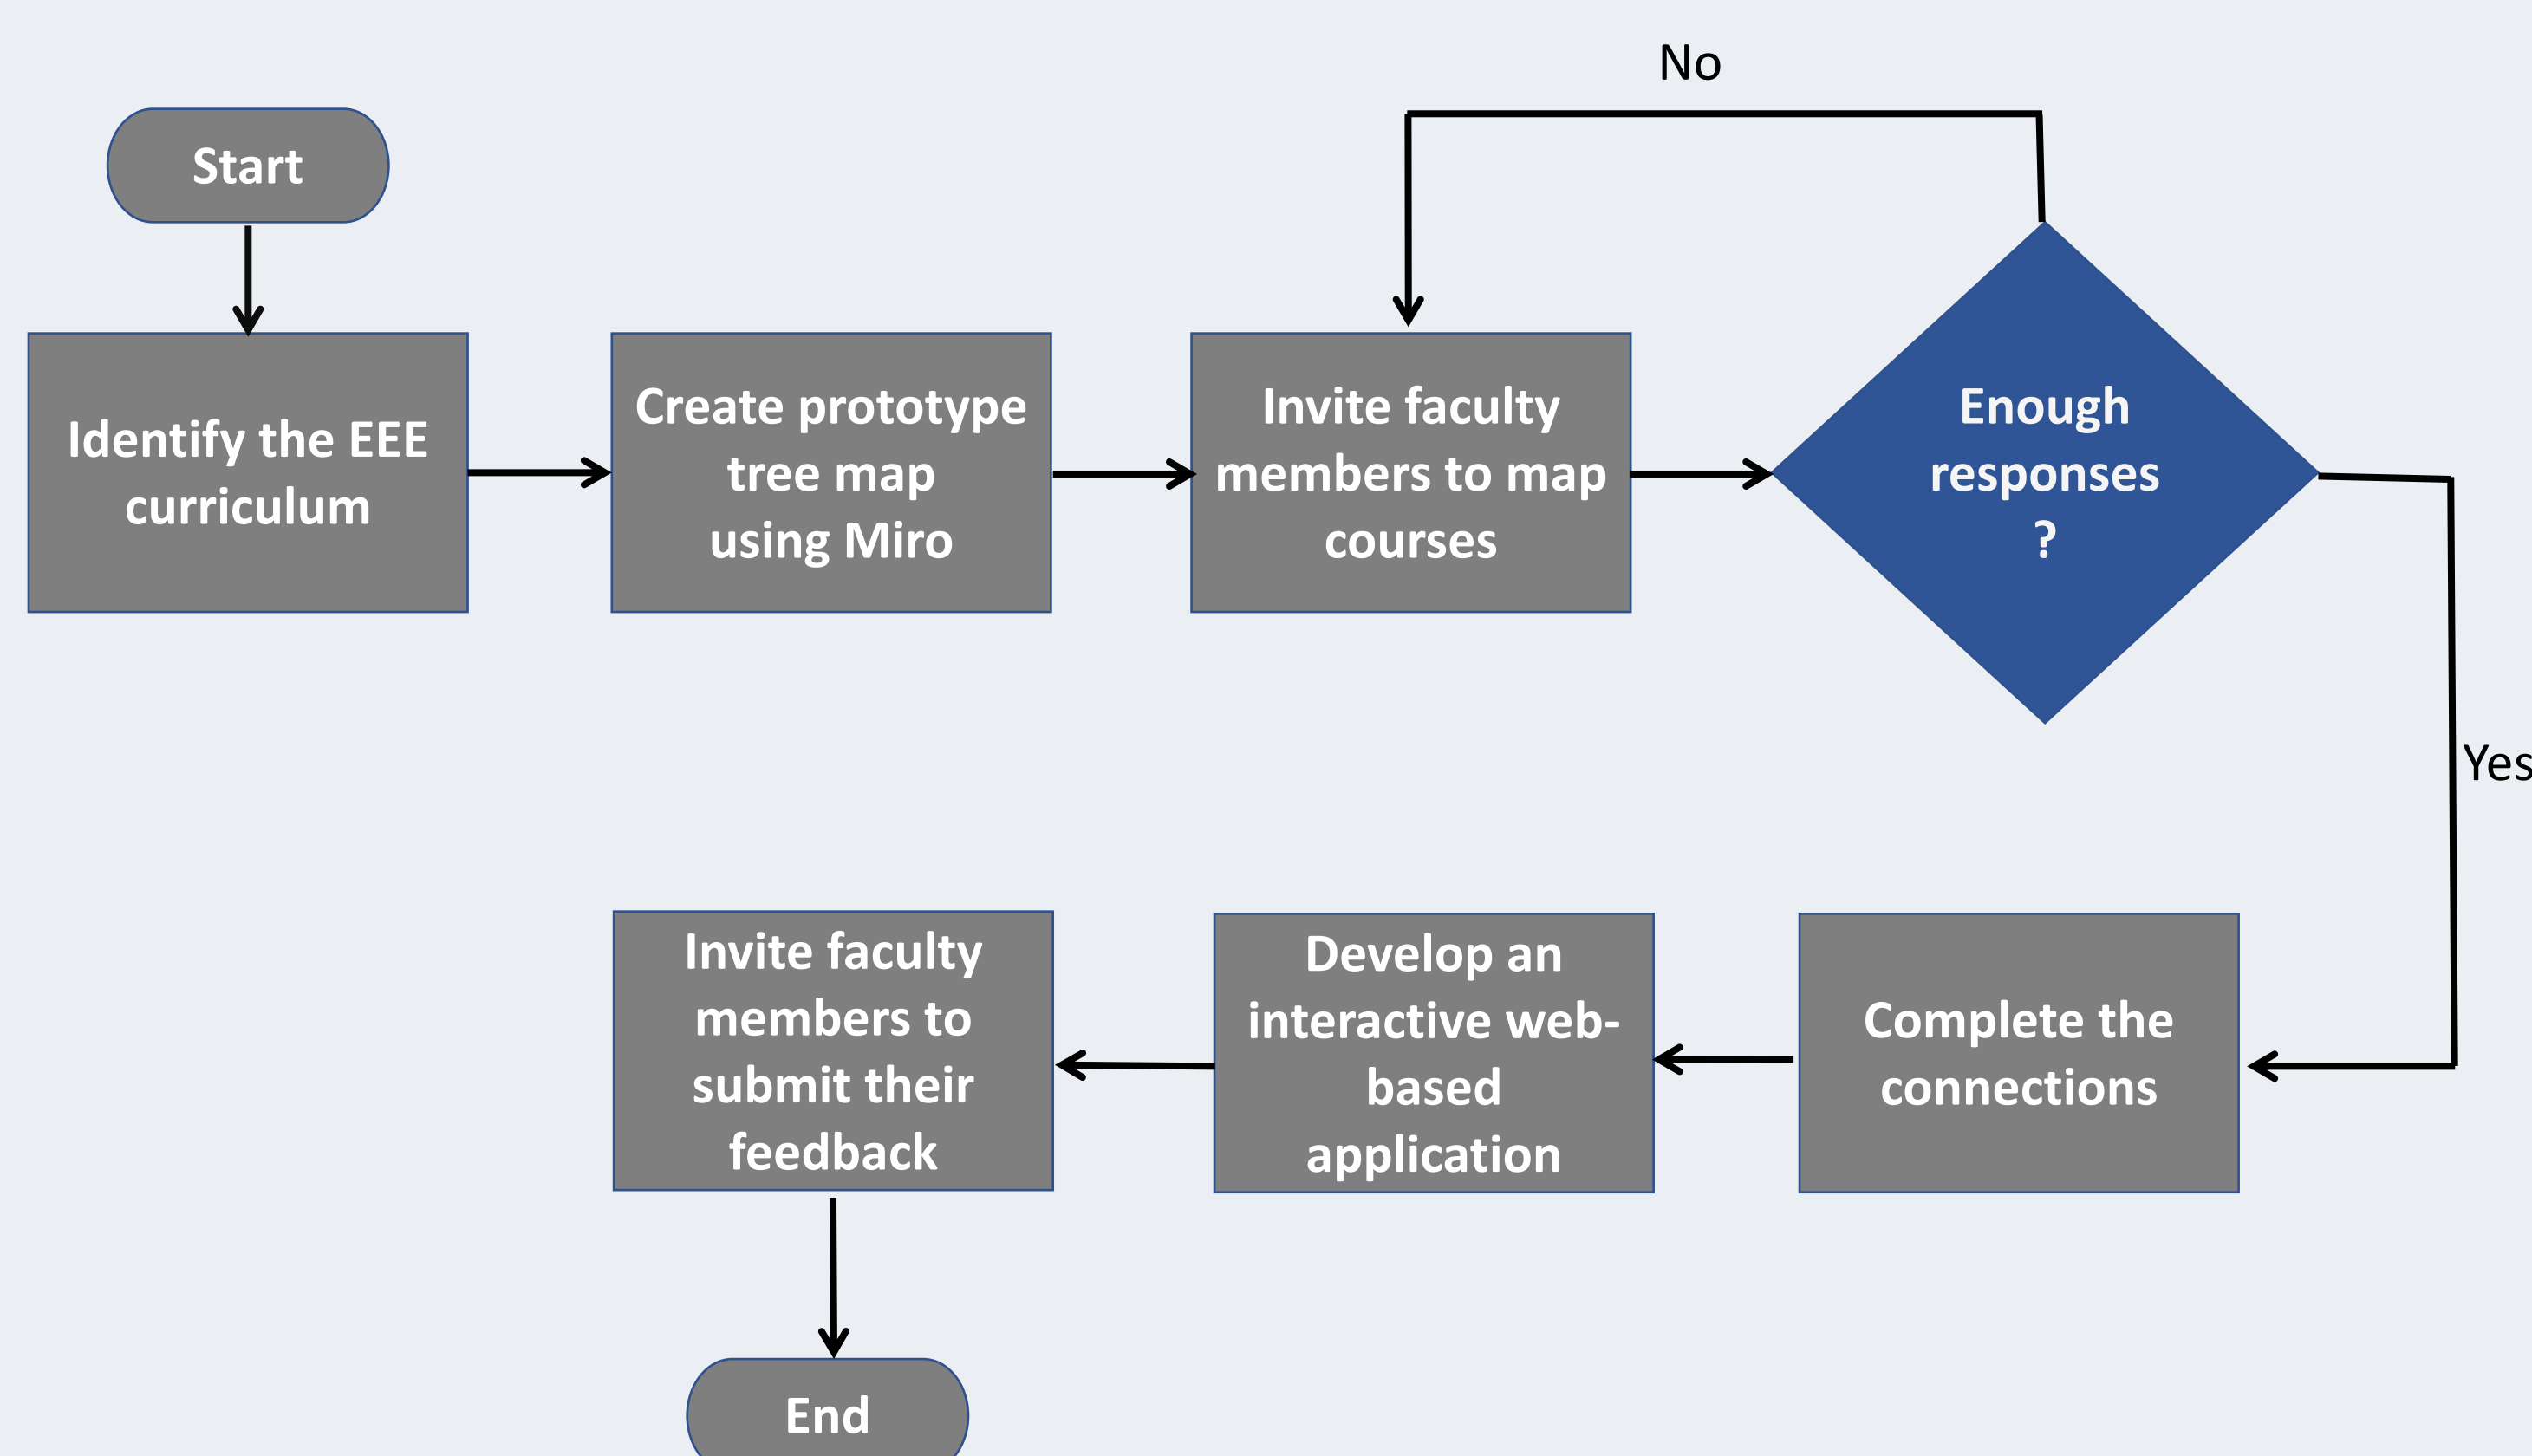 No
Start
Identify the EEE
curriculum
Create prototype
tree map
using Miro
Invite faculty
members to map
courses
Enough
responses
?
Yes
Complete the
connections
Develop an
interactive web-
based
application
Invite faculty
members to
submit their
feedback
End